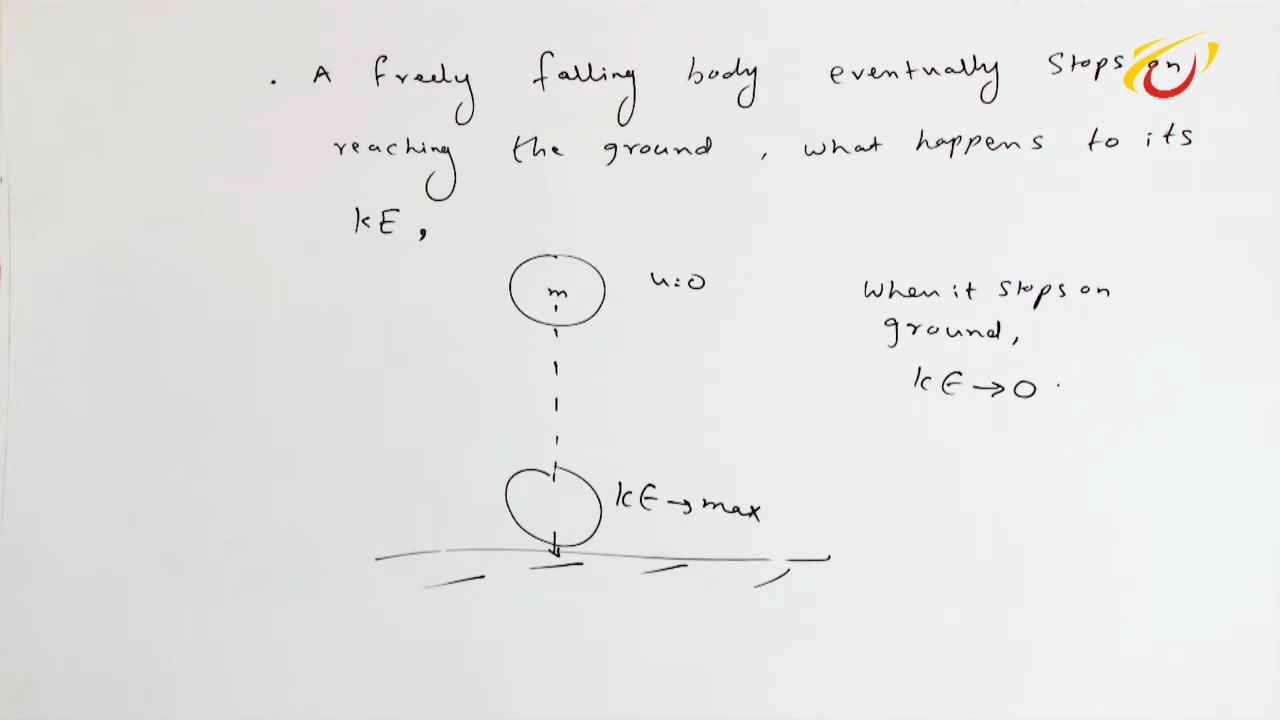 . A freely falling body eventually stops on
reaching the ground, what happens to its
KE,
m
u=0
When it stops on
ground,
KE → 0.
KE → max